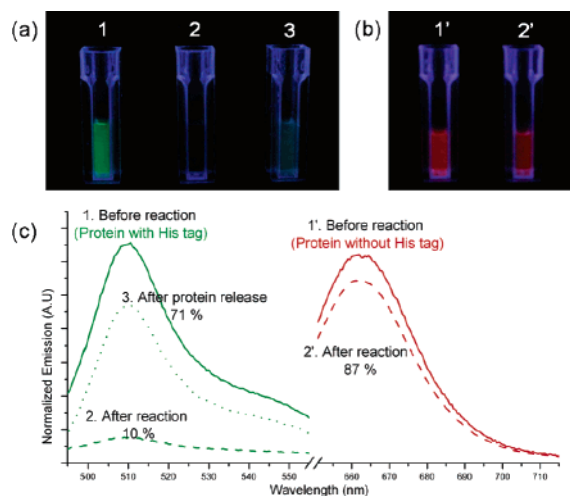 (a)
1
2
3
(b)
1'
2'
(c)
1. Before reaction
(Protein with His tag)
3. After protein release
71 %
2. After reaction
10 %
1'. Before reaction
(Protein without His tag)
2'. After reaction
87 %
Normalized Emission (A.U)
500 510 520 530 540 550 660 670 680 690 700 710
Wavelength (nm)